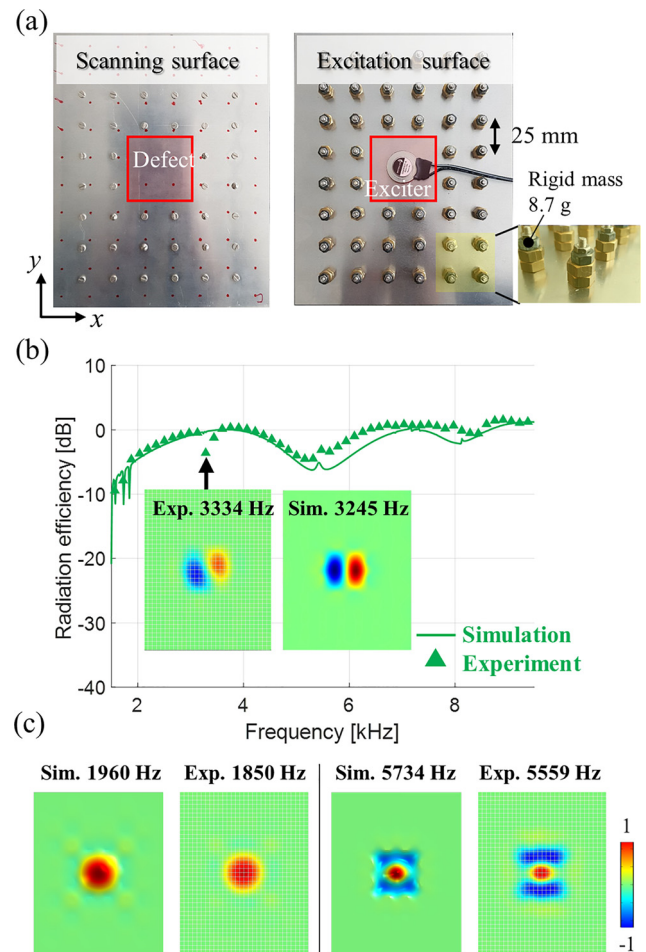 (a)
Scanning surface
Excitation surface
Defect
Exciter
25 mm
Rigid mass
8.7 g
y
x
(b)
10
0
-10
-20
-30
-40
Radiation efficiency [dB]
Exp. 3334 Hz
Sim. 3245 Hz
Simulation
Experiment
2
4
6
8
Frequency [kHz]
(c)
Sim. 1960 Hz
Exp. 1850 Hz
Sim. 5734 Hz
Exp. 5559 Hz
1
-1